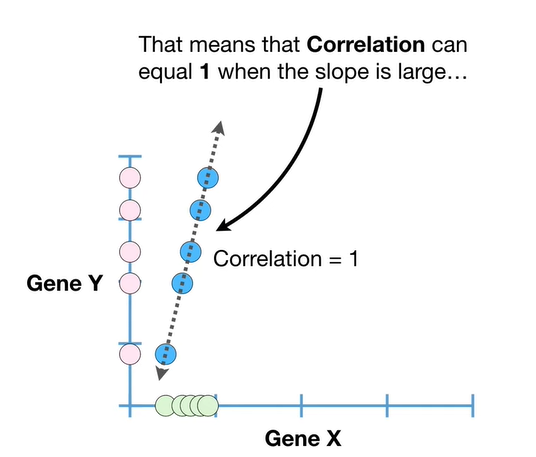 That means that Correlation can
equal 1 when the slope is large…
Gene Y
Correlation = 1
Gene X